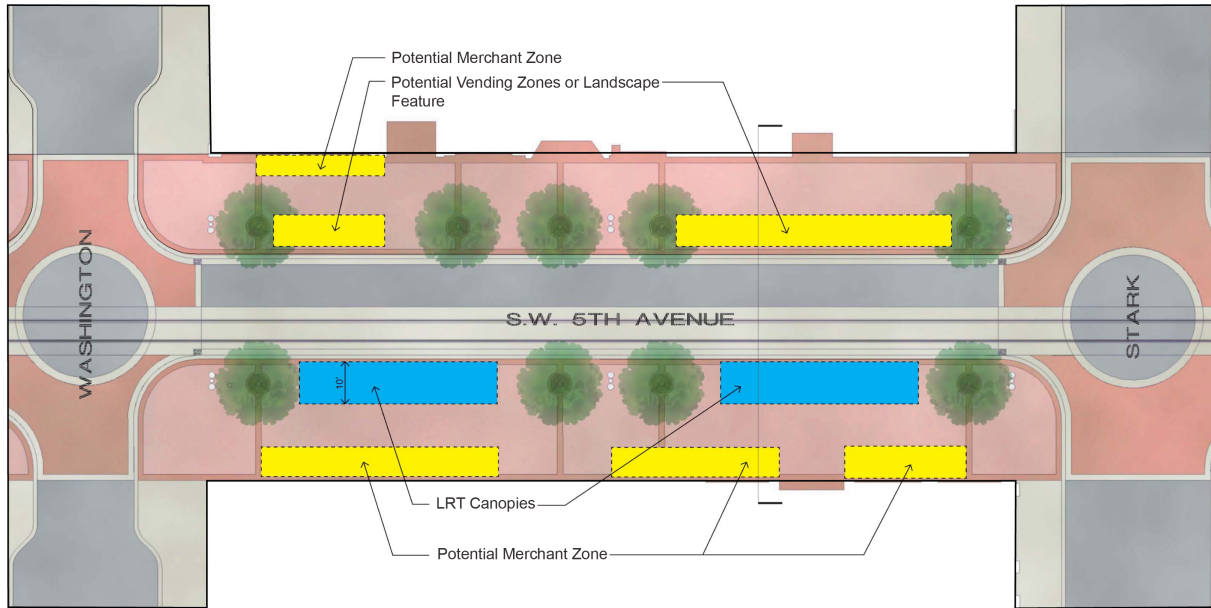 Potential Merchant Zone
Potential Vending Zones or Landscape
Feature
WASHINGTON
S.W. 5TH AVENUE
STARK
10'
LRT Canopies
Potential Merchant Zone